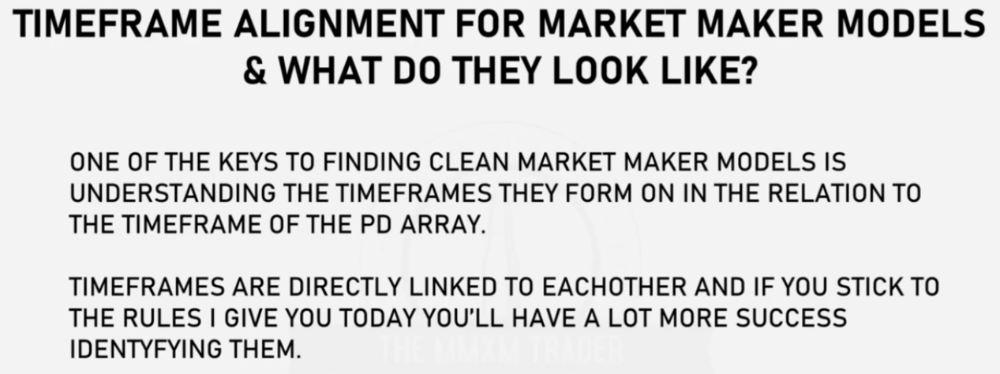 TIMEFRAME ALIGNMENT FOR MARKET MAKER MODELS
& WHAT DO THEY LOOK LIKE?
ONE OF THE KEYS TO FINDING CLEAN MARKET MAKER MODELS IS
UNDERSTANDING THE TIMEFRAMES THEY FORM ON IN THE RELATION TO
THE TIMEFRAME OF THE PD ARRAY.
TIMEFRAMES ARE DIRECTLY LINKED TO EACHOTHER AND IF YOU STICK TO
THE RULES I GIVE YOU TODAY YOU'LL HAVE A LOT MORE SUCCESS
IDENTYFYING THEM.
THE MMXM TRADER